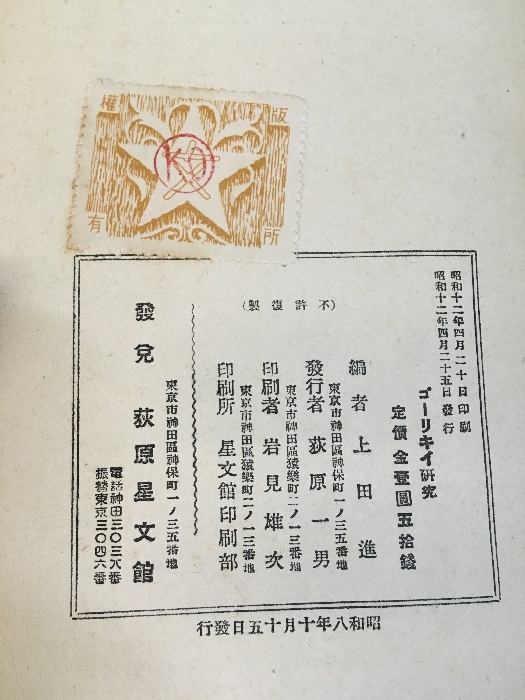 版權
所有
K
昭和十二年四月二十日印刷
昭和十二年四月二十五日發行
ゴーリキイ研究
定價金壹圓五拾錢
(不許復製)
編者 上田進
東京市神田區神保町一ノ三五番地
發行者 荻原一男
東京市神田區猿樂町二ノ一三番地
印刷者 岩見雄次
東京市神田區猿樂町二ノ一三番地
印刷所 星文館印刷部
東京市神田區神保町一ノ三五番地
發兌 荻原星文館
電話神田三〇三八番
振替東京三〇四六番
昭和八年十月十五日發行